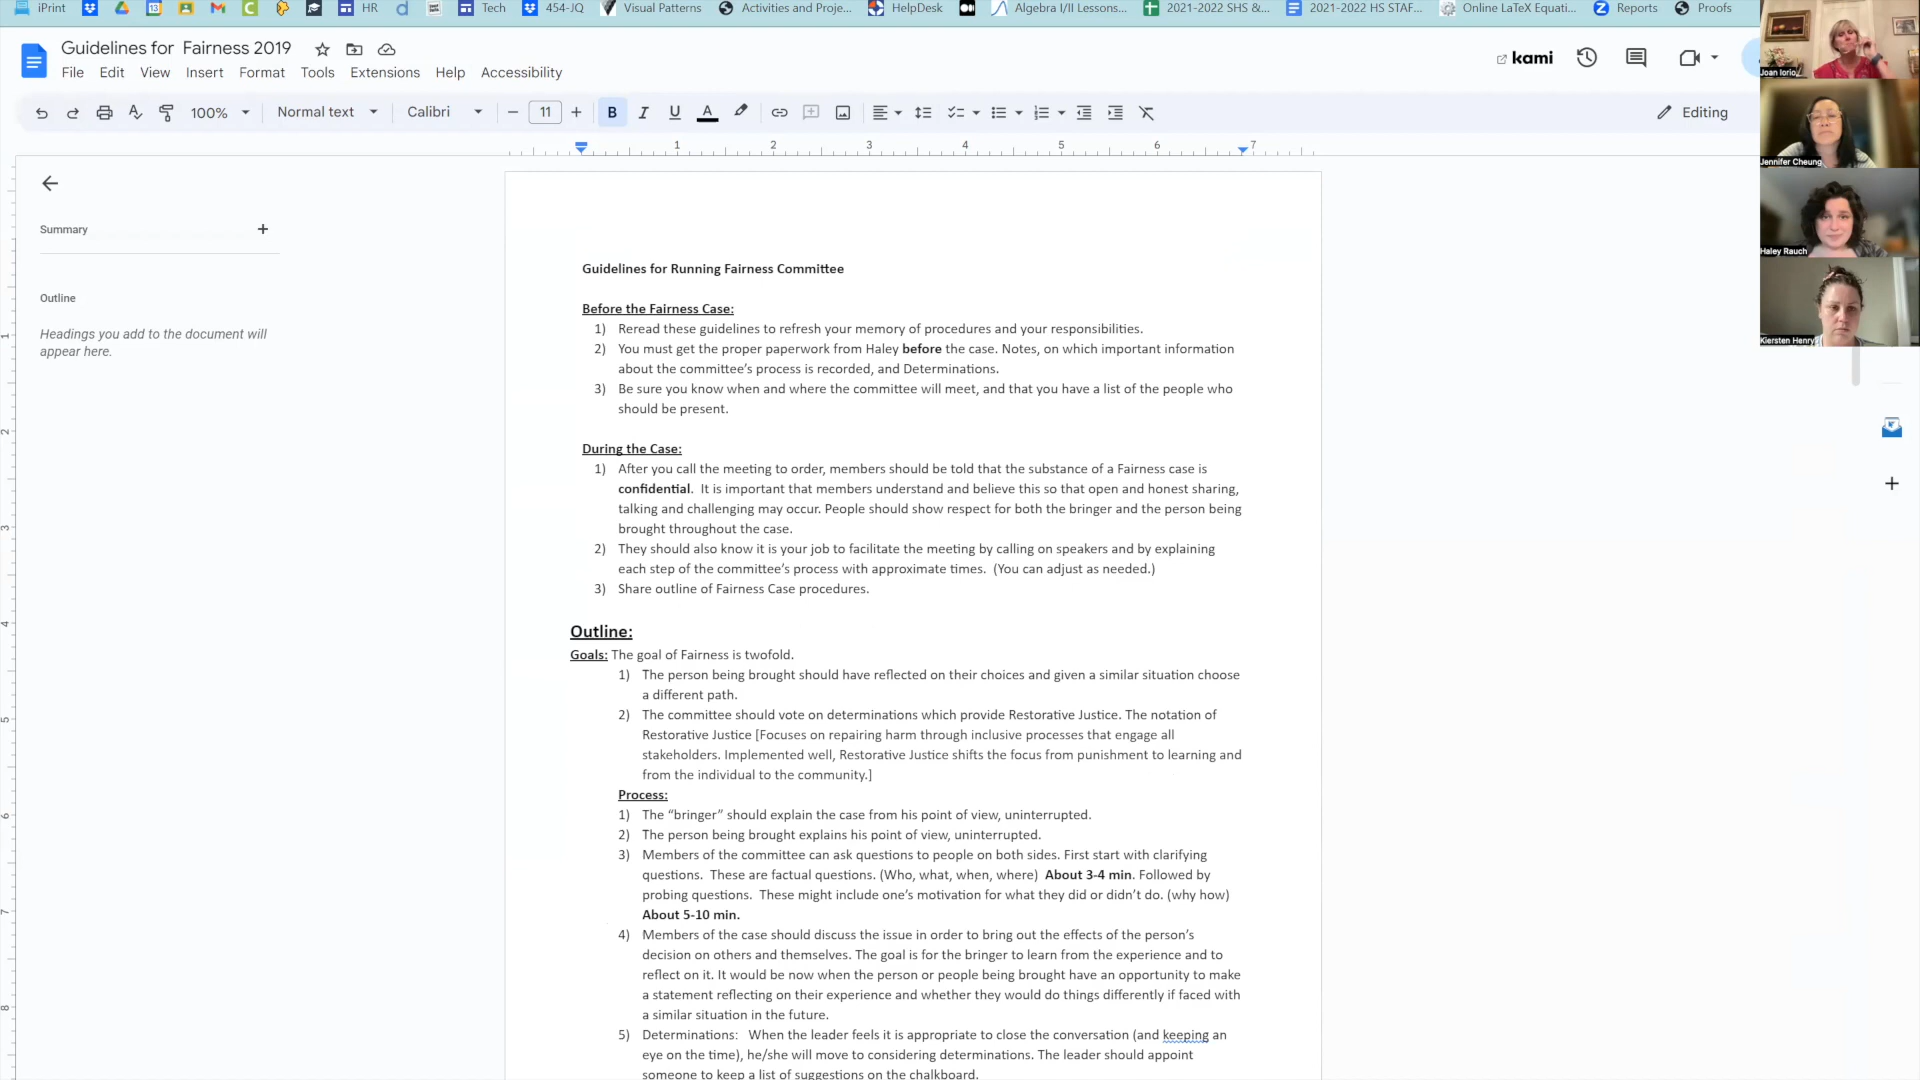 iPrint
HR
Tech
454-JQ
Visual Patterns
Activities and Proje...
HelpDesk
Algebra I/II Lessons...
2021-2022 SHS &...
2021-2022 HS STAF...
Online LaTeX Equati...
Reports
Proofs
Guidelines for Fairness 2019
kami
File Edit View Insert Format Tools Extensions Help Accessibility
100% Normal text Calibri 11 B I U A Editing
1 2 3 4 5 6 7
Joan Iorio
Jennifer Cheung
Haley Rauch
Kiersten Henry
Summary
Outline
Headings you add to the document will
appear here.
Guidelines for Running Fairness Committee
Before the Fairness Case:
1) Reread these guidelines to refresh your memory of procedures and your responsibilities.
2) You must get the proper paperwork from Haley before the case. Notes, on which important information
about the committee's process is recorded, and Determinations.
3) Be sure you know when and where the committee will meet, and that you have a list of the people who
should be present.
During the Case:
1) After you call the meeting to order, members should be told that the substance of a Fairness case is
confidential. It is important that members understand and believe this so that open and honest sharing,
talking and challenging may occur. People should show respect for both the bringer and the person being
brought throughout the case.
2) They should also know it is your job to facilitate the meeting by calling on speakers and by explaining
each step of the committee's process with approximate times. (You can adjust as needed.)
3) Share outline of Fairness Case procedures.
Outline:
Goals: The goal of Fairness is twofold.
1) The person being brought should have reflected on their choices and given a similar situation choose
a different path.
2) The committee should vote on determinations which provide Restorative Justice. The notation of
Restorative Justice [Focuses on repairing harm through inclusive processes that engage all
stakeholders. Implemented well, Restorative Justice shifts the focus from punishment to learning and
from the individual to the community.]
Process:
1) The “bringer” should explain the case from his point of view, uninterrupted.
2) The person being brought explains his point of view, uninterrupted.
3) Members of the committee can ask questions to people on both sides. First start with clarifying
questions. These are factual questions. (Who, what, when, where) About 3-4 min. Followed by
probing questions. These might include one's motivation for what they did or didn't do. (why how)
About 5-10 min.
4) Members of the case should discuss the issue in order to bring out the effects of the person's
decision on others and themselves. The goal is for the bringer to learn from the experience and to
reflect on it. It would be now when the person or people being brought have an opportunity to make
a statement reflecting on their experience and whether they would do things differently if faced with
a similar situation in the future.
5) Determinations: When the leader feels it is appropriate to close the conversation (and keeping an
eye on the time), he/she will move to considering determinations. The leader should appoint
someone to keep a list of suggestions on the chalkboard.
1
2
3
4
5
6
7
8